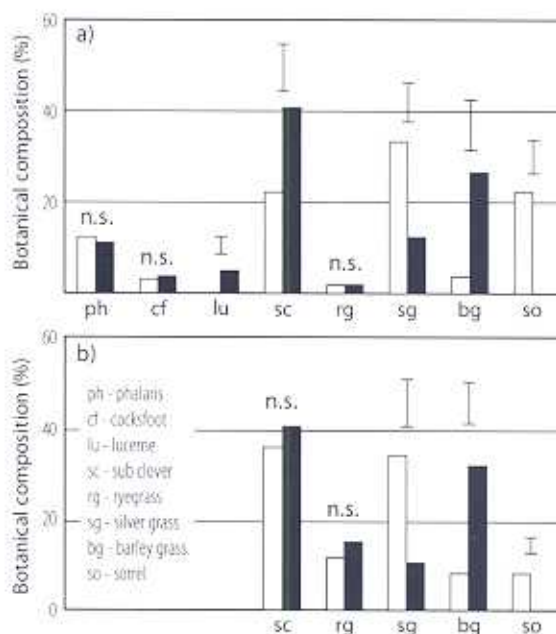 Botanical composition (%)
60
40
20
a)
n.s.
n.s.
n.s.
ph cf lu sc rg sg bg so
Botanical composition (%)
60
40
20
0
b)
ph - phalaris
cf - cocksfoot
lu - lucerne
sc - sub clover
rg - ryegrass
sg - silver grass
bg - barley grass
so - sorrel
n.s.
n.s.
sc rg sg bg so